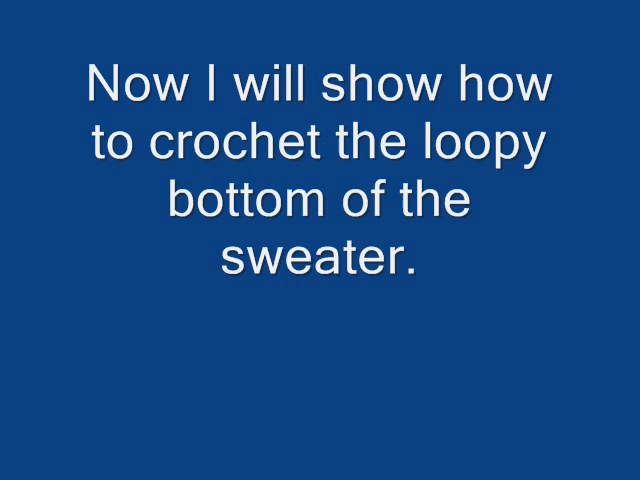 Now I will show how
to crochet the loopy
bottom of the
sweater.